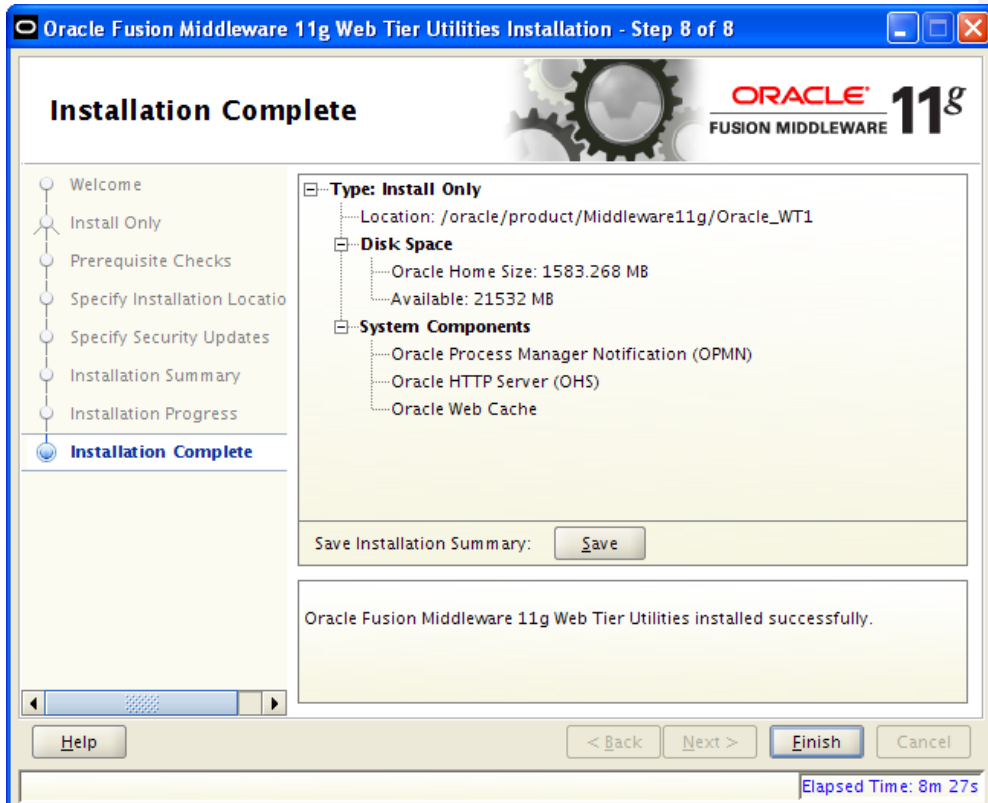 Oracle Fusion Middleware 11g Web Tier Utilities Installation - Step 8 of 8
Installation Complete
ORACLE
FUSION MIDDLEWARE
11g
Welcome
Install Only
Prerequisite Checks
Specify Installation Locatio
Specify Security Updates
Installation Summary
Installation Progress
Installation Complete
Type: Install Only
Location: /oracle/product/Middleware11g/Oracle_WT1
Disk Space
Oracle Home Size: 1583.268 MB
Available: 21532 MB
System Components
Oracle Process Manager Notification (OPMN)
Oracle HTTP Server (OHS)
Oracle Web Cache
Save Installation Summary: Save
Oracle Fusion Middleware 11g Web Tier Utilities installed successfully.
Help < Back Next > Finish Cancel
Elapsed Time: 8m 27s